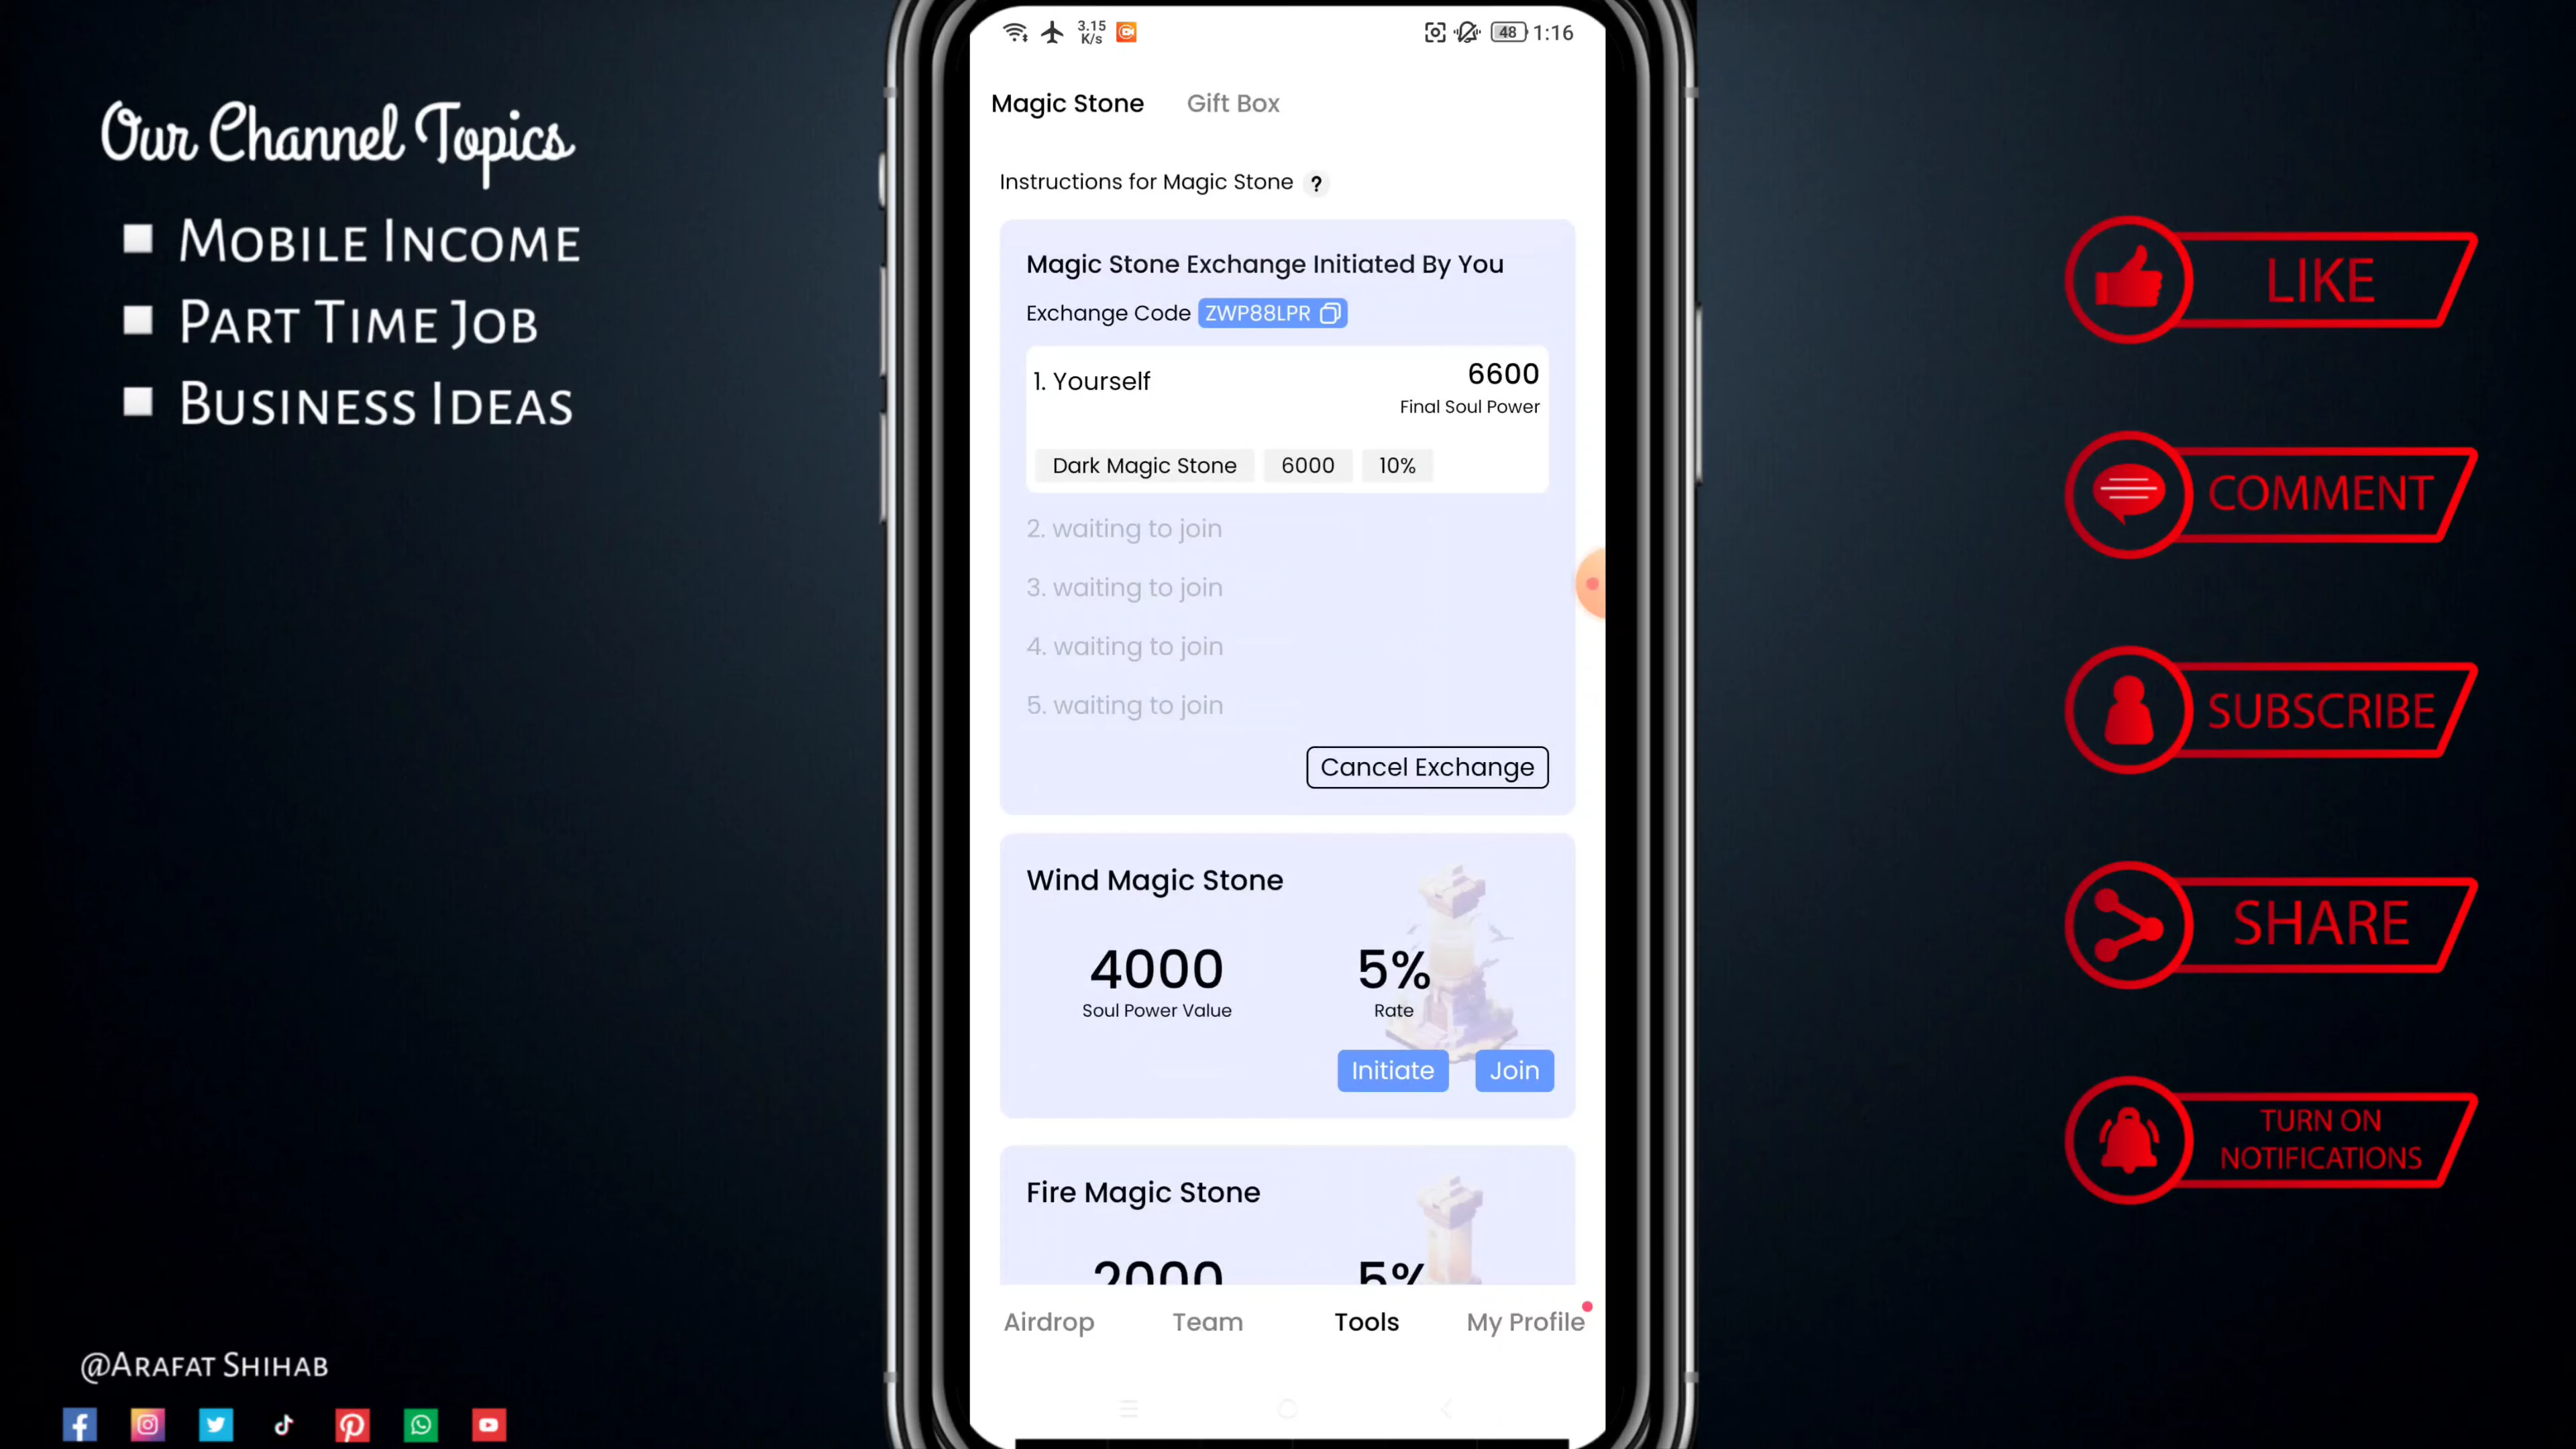 Our Channel Topics
Mobile Income
Part Time Job
Business Ideas
@Arafat Shihab
3.15
K/s
48
1:16
Magic Stone
Gift Box
Instructions for Magic Stone ?
Magic Stone Exchange Initiated By You
Exchange Code ZWP88LPR
1. Yourself
6600
Final Soul Power
Dark Magic Stone 6000 10%
2. waiting to join
3. waiting to join
4. waiting to join
5. waiting to join
Cancel Exchange
Wind Magic Stone
4000 5%
Soul Power Value Rate
Initiate Join
Fire Magic Stone
2000 5%
Airdrop Team Tools My Profile
LIKE
COMMENT
SUBSCRIBE
SHARE
TURN ON
NOTIFICATIONS